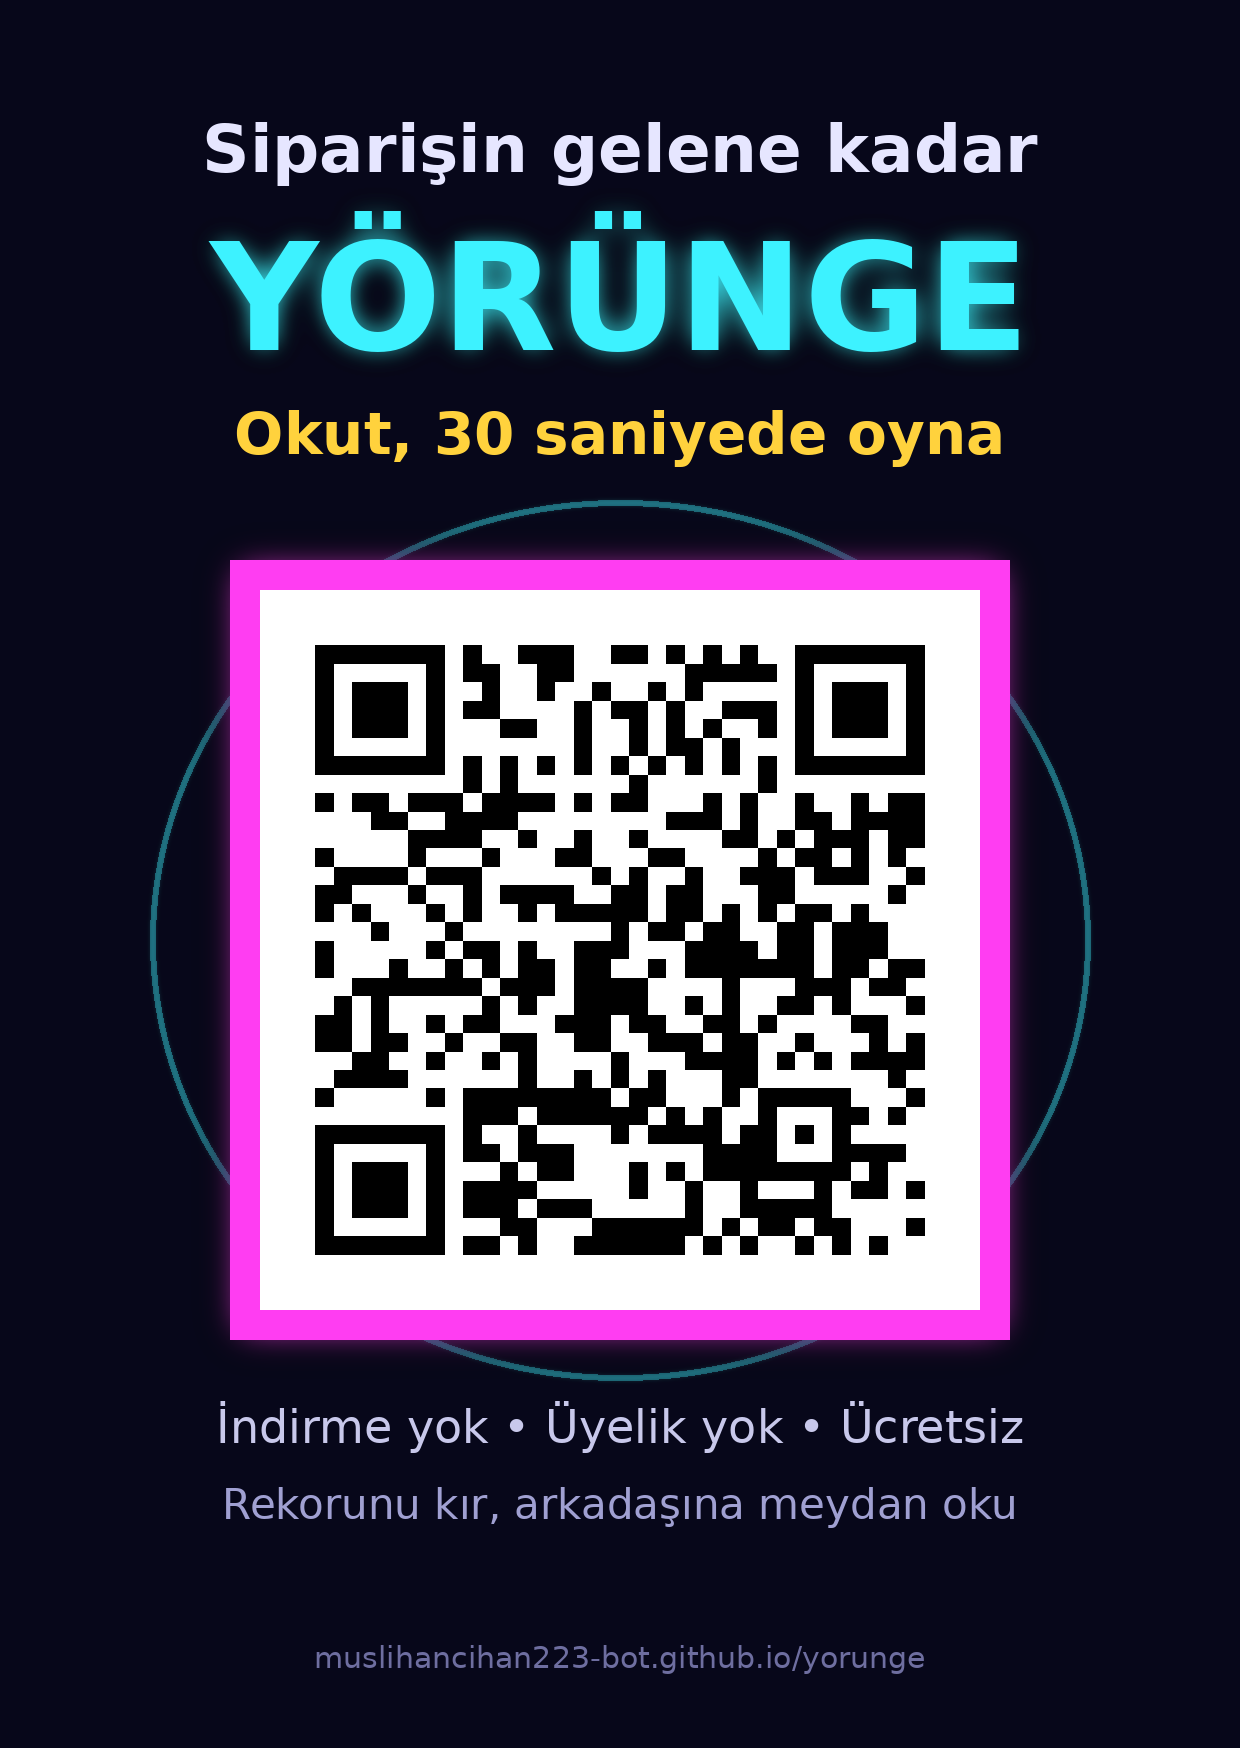 Siparişin gelene kadar
YÖRÜNGE
Okut, 30 saniyede oyna
İndirme yok • Üyelik yok • Ücretsiz
Rekorunu kır, arkadaşına meydan oku
muslihancihan223-bot.github.io/yorunge